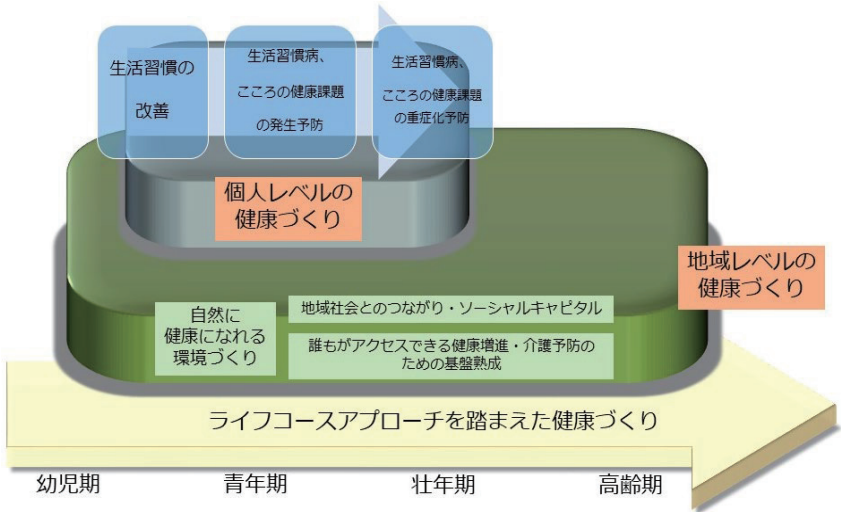 生活習慣の
改善
生活習慣病、
こころの健康課題
の発生予防
生活習慣病、
こころの健康課題
の重症化予防
個人レベルの
健康づくり
地域レベルの
健康づくり
自然に
健康になれる
環境づくり
地域社会とのつながり・ソーシャルキャピタル
誰もがアクセスできる健康増進・介護予防の
ための基盤熟成
ライフコースアプローチを踏まえた健康づくり
幼児期
青年期
壮年期
高齢期